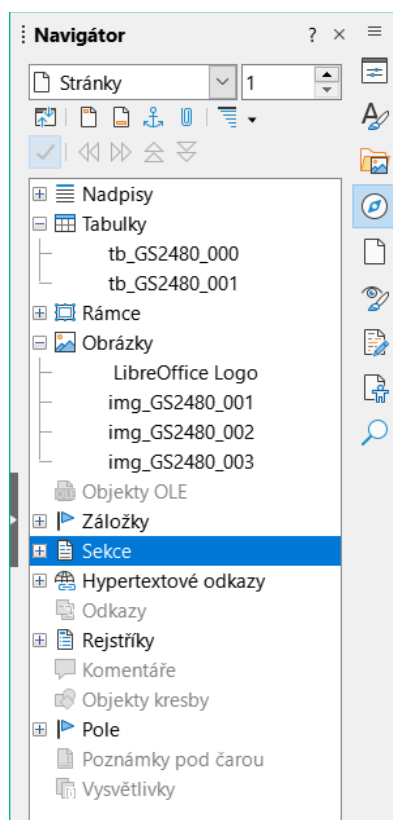 Navigátor ? ×
Stránky 1
Nadpisy
Tabulky
tb_GS2480_000
tb_GS2480_001
Rámce
Obrázky
LibreOffice Logo
img_GS2480_001
img_GS2480_002
img_GS2480_003
OLE Objekty OLE
Záložky
Sekce
Hypertextové odkazy
Odkazy
Rejstříky
Komentáře
Objekty kresby
Pole
Poznámky pod čarou
Vysvětlivky